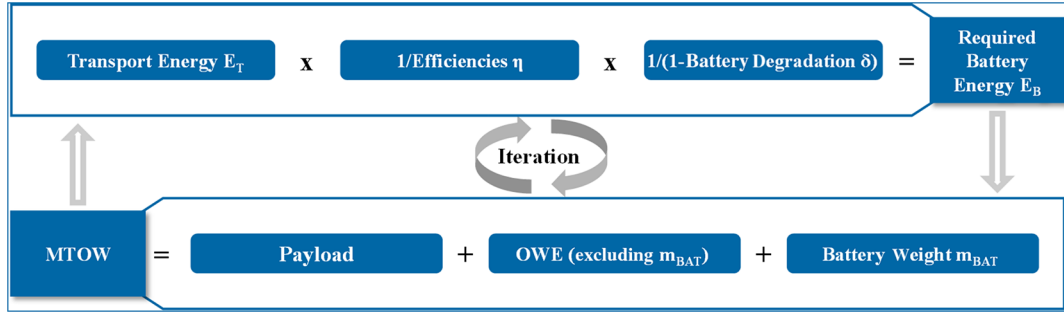 Transport Energy E_T x 1/Efficiencies η x 1/(1-Battery Degradation δ) =
Required
Battery
Energy E_B
Iteration
MTOW = Payload + OWE (excluding m_BAT) + Battery Weight m_BAT